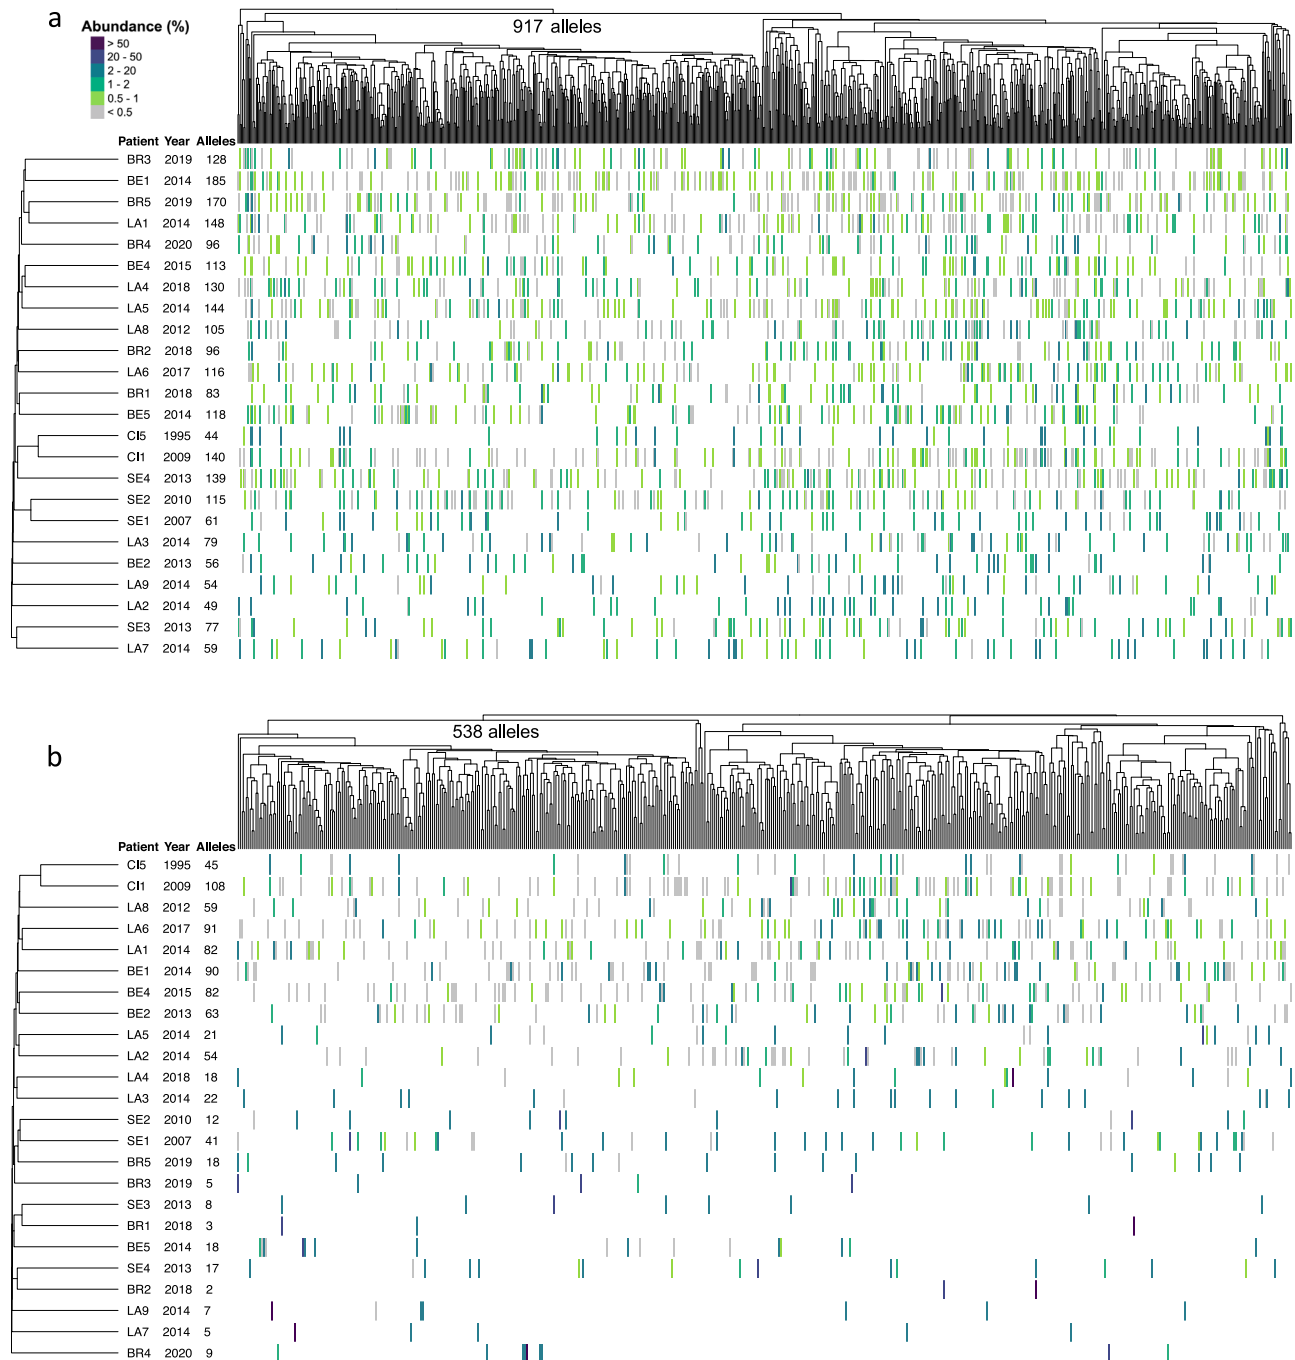 a
917 alleles
Abundance (%)
> 50
20 - 50
2 - 20
1 - 2
0.5 - 1
< 0.5
Patient Year Alleles
BR3 2019 128
BE1 2014 185
BR5 2019 170
LA1 2014 148
BR4 2020 96
BE4 2015 113
LA4 2018 130
LA5 2014 144
LA8 2012 105
BR2 2018 96
LA6 2017 116
BR1 2018 83
BE5 2014 118
CI5 1995 44
CI1 2009 140
SE4 2013 139
SE2 2010 115
SE1 2007 61
LA3 2014 79
BE2 2013 56
LA9 2014 54
LA2 2014 49
SE3 2013 77
LA7 2014 59
538 alleles
b
Patient Year Alleles
CI5 1995 45
CI1 2009 108
LA8 2012 59
LA6 2017 91
LA1 2014 82
BE1 2014 90
BE4 2015 82
BE2 2013 63
LA5 2014 21
LA2 2014 54
LA4 2018 18
LA3 2014 22
SE2 2010 12
SE1 2007 41
BR5 2019 18
BR3 2019 5
SE3 2013 8
BR1 2018 3
BE5 2014 18
SE4 2013 17
BR2 2018 2
LA9 2014 7
LA7 2014 5
BR4 2020 9